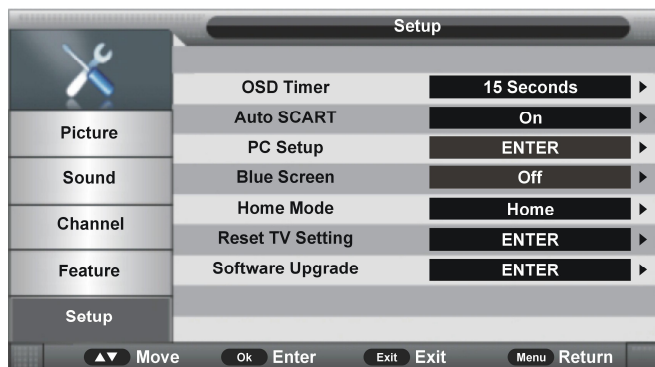 Setup
OSD Timer 15 Seconds
Auto SCART On
PC Setup ENTER
Blue Screen Off
Home Mode Home
Reset TV Setting ENTER
Software Upgrade ENTER
Picture
Sound
Channel
Feature
Setup
Move Ok Enter Exit Exit Menu Return